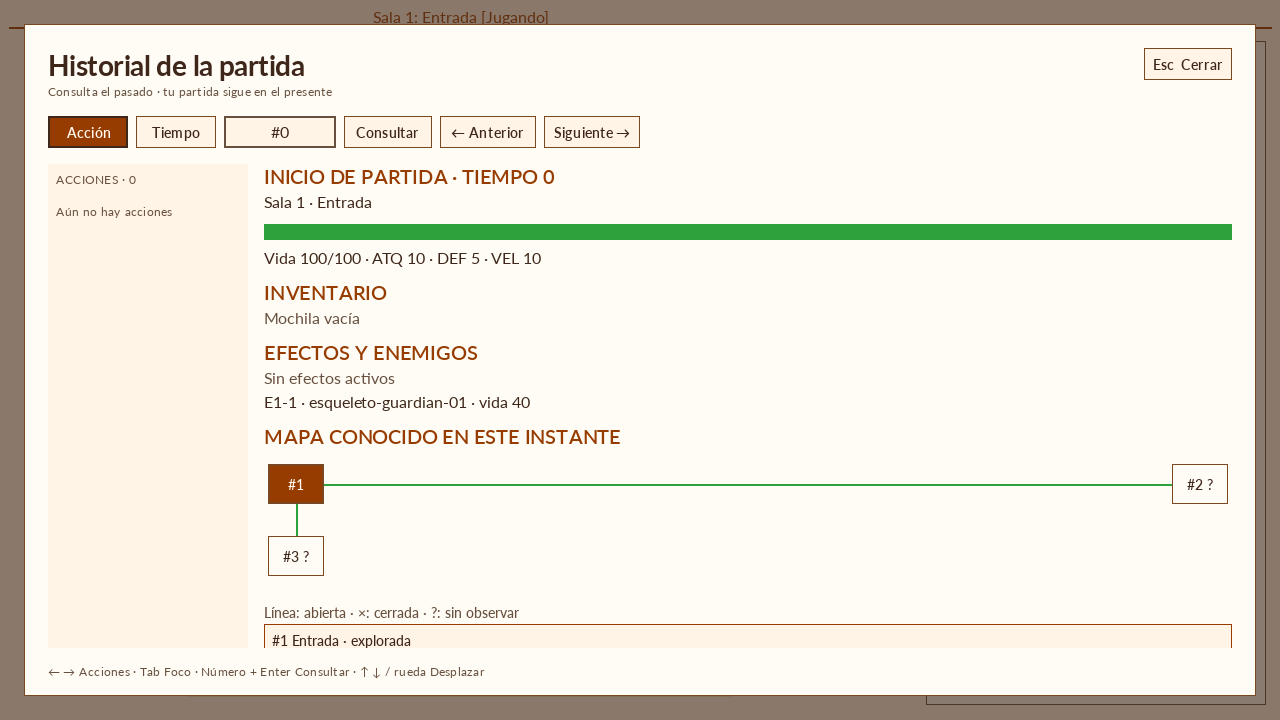 Sala 1: Entrada [Jugando]
Historial de la partida
Esc Cerrar
Consulta el pasado · tu partida sigue en el presente
Acción Tiempo #0 Consultar ← Anterior Siguiente →
ACCIONES · 0
Aún no hay acciones
INICIO DE PARTIDA · TIEMPO 0
Sala 1 · Entrada
Vida 100/100 · ATQ 10 · DEF 5 · VEL 10
INVENTARIO
Mochila vacía
EFECTOS Y ENEMIGOS
Sin efectos activos
E1-1 · esqueleto-guardian-01 · vida 40
MAPA CONOCIDO EN ESTE INSTANTE
#1 #2 ?
#3 ?
Línea: abierta · ×: cerrada · ?: sin observar
#1 Entrada · explorada
← → Acciones · Tab Foco · Número + Enter Consultar · ↑ ↓ / rueda Desplazar